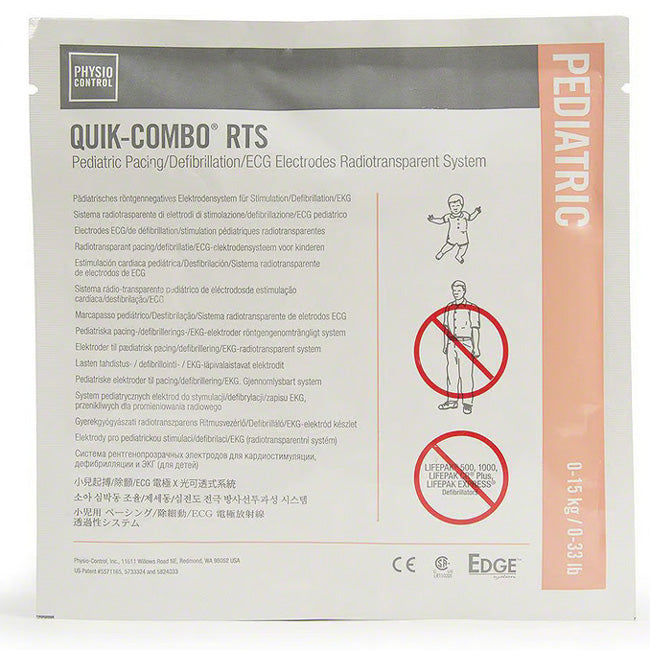 PHYSIO
CONTROL
QUIK-COMBO® RTS
Pediatric Pacing/Defibrillation/ECG Electrodes Radiotransparent System
Pädiatrisches röntgennegatives Elektrodensystem für Stimulation/Defibrillation/EKG
Sistema radiotrasparente di elettrodi di stimolazione/defibrillazione/ECG pediatrico
Electrodes ECG/de défibrillation/stimulation pédiatriques radiotransparentes
Radiotransparant pacing/defibrillatie/ECG-elektrodensysteem voor kinderen
Estimulación cardiaca pediátrica/Desfibrilación/Sistema radiotransparente
de electrodos de ECG
Sistema rádio-transparente pediátrico de eléctrodosde estimulação
cardíaca/desfibrilação/ECG
Marcapasso pediátrico/Desfibrilação/Sistema radiotransparente de eletrodos ECG
Pediatriska pacing-/defibrillerings-/EKG-elektroder röntgengenomträngligt system
Elektroder til pædiatrisk pacing/defibrillering/EKG-radiotransparent system
Lasten tahdistus-/ defibrillointi- / EKG-läpivalaistavat elektrodit
Pediatriske elektroder til pacing/defibrillering/EKG. Gjennomlysbart system
System pediatrycznych elektrod do stymulacji/defibrylacji/zapisu EKG,
przenikliwych dla promieniowania radiowego
Gyerekgyógyászati radiotransparens Ritmusvezérlő/Defibrilláló/EKG-elektród készlet
Elektrody pro pediatrickou stimulaci/defibrilaci/EKG (radiotransparentní systém)
Система рентгенопрозрачных электродов для кардиостимуляции,
дефибрилляции и ЭКГ (для детей)
小兒起搏/除顫/ECG 電極 X 光可透式系統
소아 심박동 조율/제세동/심전도 전극 방사선투과성 시스템
小児用 ペーシング/除細動/ECG 電極放射線
透過性システム
LIFEPAK® 500, 1000,
LIFEPAK CR® Plus,
LIFEPAK EXPRESS®
Defibrillators
PEDIATRIC
0-15 kg / 0-33 lb
Physio-Control, Inc., 11811 Willows Road NE, Redmond, WA 98052 USA
US Patent #5571165, 5733324 and 5824033
CE
EDGE
system